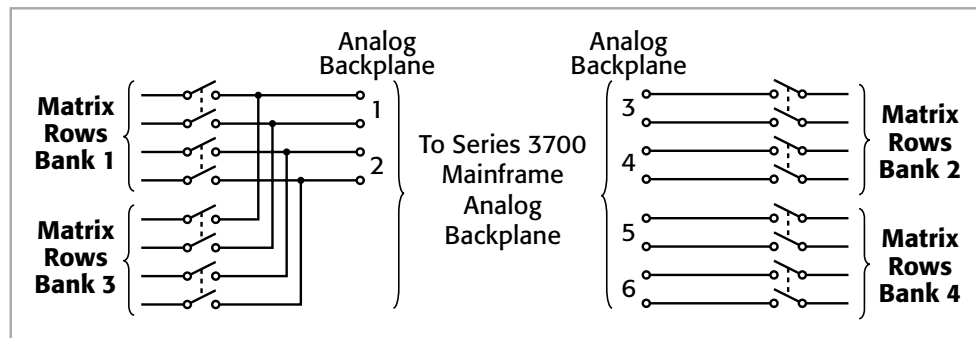 Analog
Backplane
Matrix
Rows
Bank 1
1
2
Matrix
Rows
Bank 3
To Series 3700
Mainframe
Analog
Backplane
Analog
Backplane
3
4
5
6
Matrix
Rows
Bank 2
Matrix
Rows
Bank 4